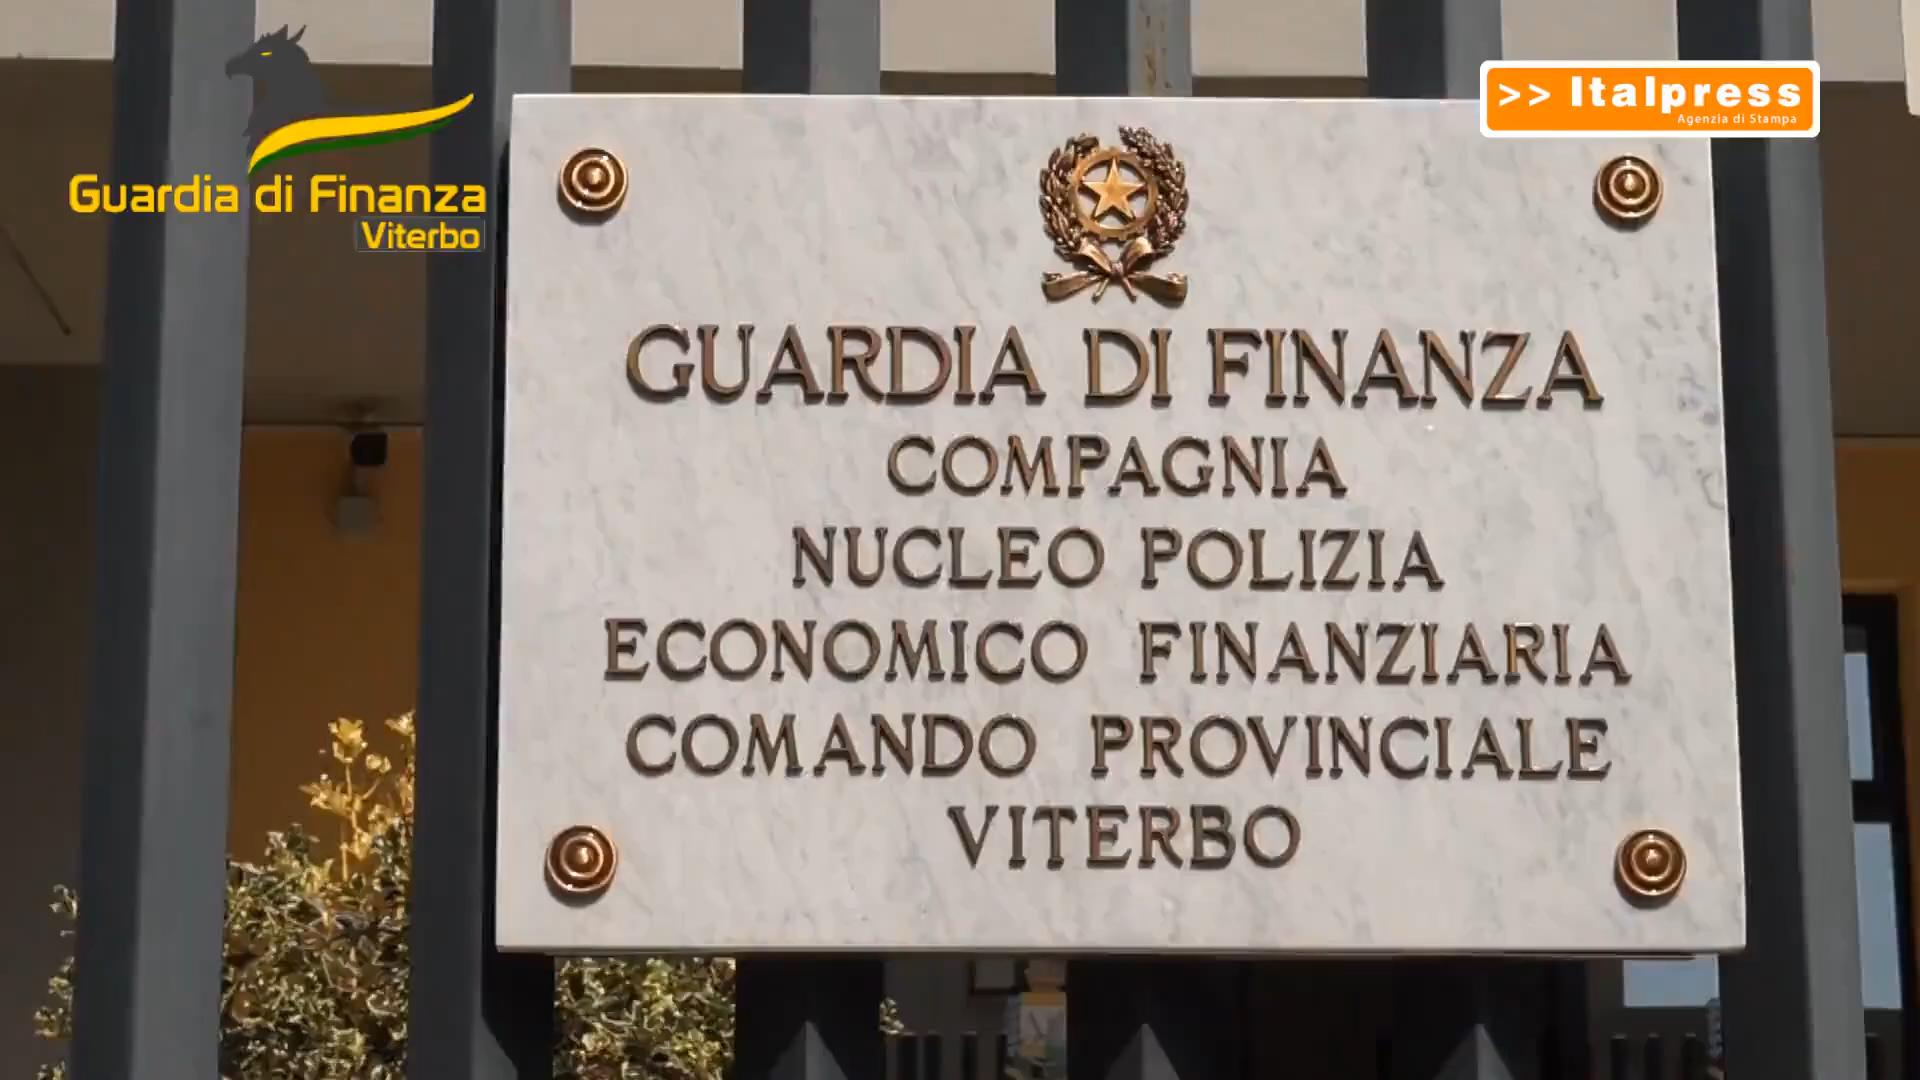 Guardia di Finanza
Viterbo
>> Italpress
Agenzia di Stampa
GUARDIA DI FINANZA
COMPAGNIA
NUCLEO POLIZIA
ECONOMICO FINANZIARIA
COMANDO PROVINCIALE
VITERBO